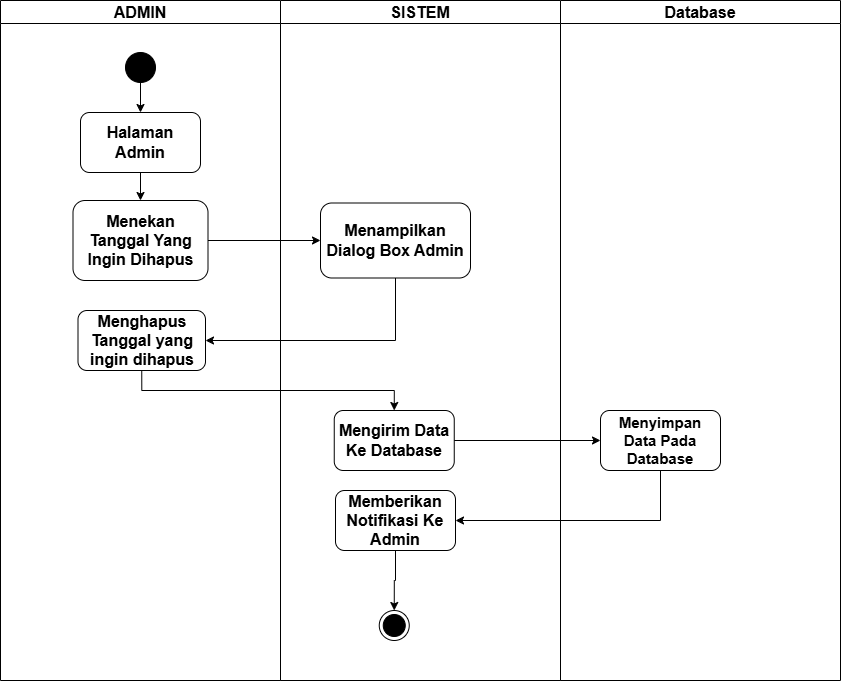 ADMIN
SISTEM
Database
Halaman
Admin
Menekan
Tanggal Yang
Ingin Dihapus
Menampilkan
Dialog Box Admin
Menghapus
Tanggal yang
ingin dihapus
Mengirim Data
Ke Database
Menyimpan
Data Pada
Database
Memberikan
Notifikasi Ke
Admin